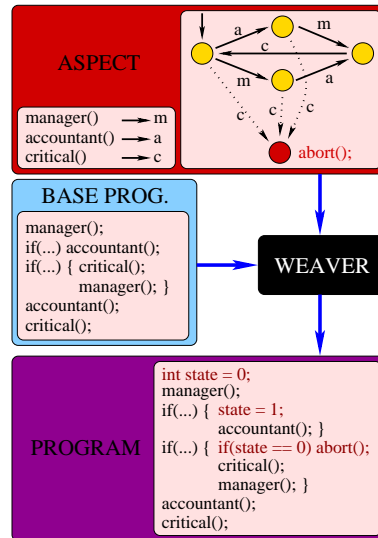 ASPECT
a
m
c
m
a
c
c
c
abort();
manager() m
accountant() a
critical() c
BASE PROG.
manager();
if(...) accountant();
if(...) { critical();
manager(); }
accountant();
critical();
WEAVER
PROGRAM
int state = 0;
manager();
if(...) { state = 1;
accountant(); }
if(...) { if(state == 0) abort();
critical();
manager(); }
accountant();
critical();